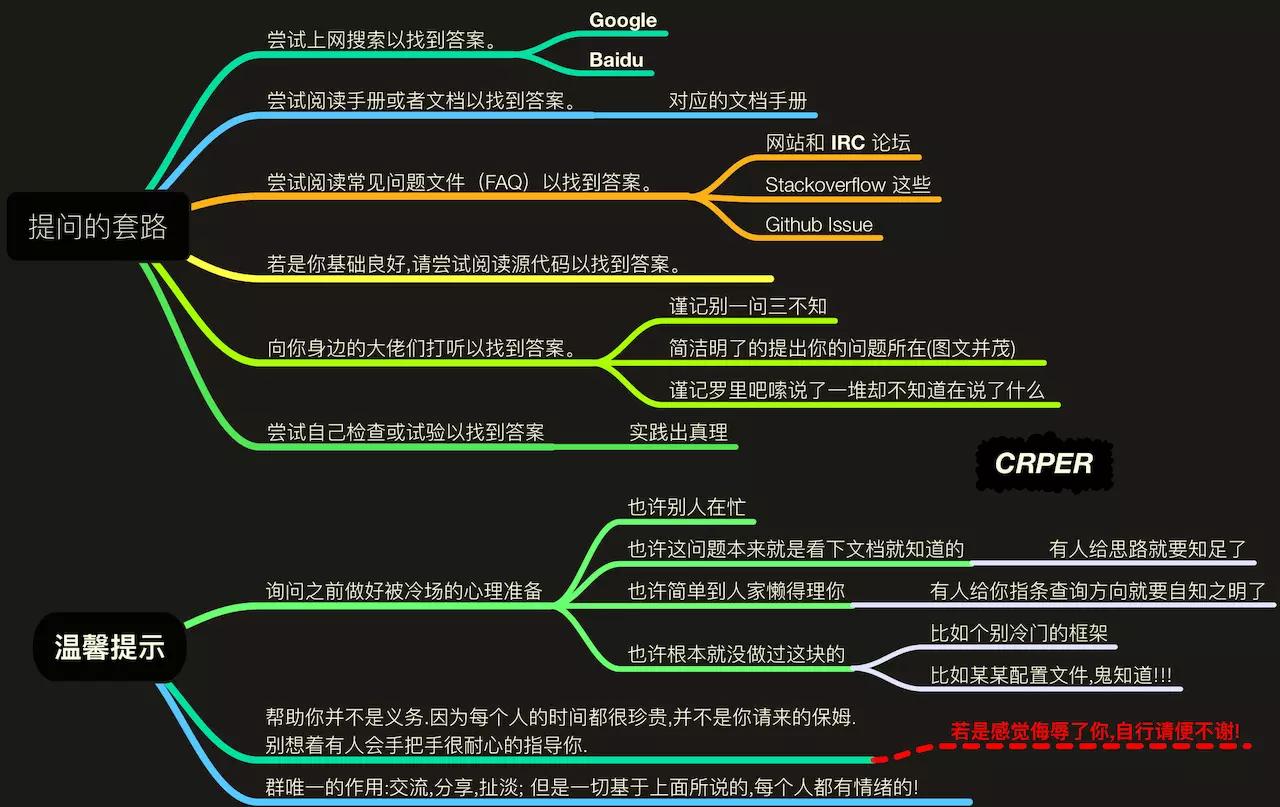 提问的套路
尝试上网搜索以找到答案。
Google
Baidu
尝试阅读手册或者文档以找到答案。
对应的文档手册
尝试阅读常见问题文件（FAQ）以找到答案。
网站和 IRC 论坛
Stackoverflow 这些
Github Issue
若是你基础良好,请尝试阅读源代码以找到答案。
向你身边的大佬们打听以找到答案。
谨记别一问三不知
简洁明了的提出你的问题所在(图文并茂)
谨记罗里吧嗦说了一堆却不知道在说了什么
尝试自己检查或试验以找到答案
实践出真理
CRPER
温馨提示
询问之前做好被冷场的心理准备
也许别人在忙
也许这问题本来就是看下文档就知道的
有人给思路就要知足了
也许简单到人家懒得理你
有人给你指条查询方向就要自知之明了
也许根本就没做过这块的
比如个别冷门的框架
比如某某配置文件,鬼知道!!!
帮助你并不是义务.因为每个人的时间都很珍贵,并不是你请来的保姆.
别想着有人会手把手很耐心的指导你.
若是感觉侮辱了你,自行请便不谢!
群唯一的作用:交流,分享,扯淡; 但是一切基于上面所说的,每个人都有情绪的!